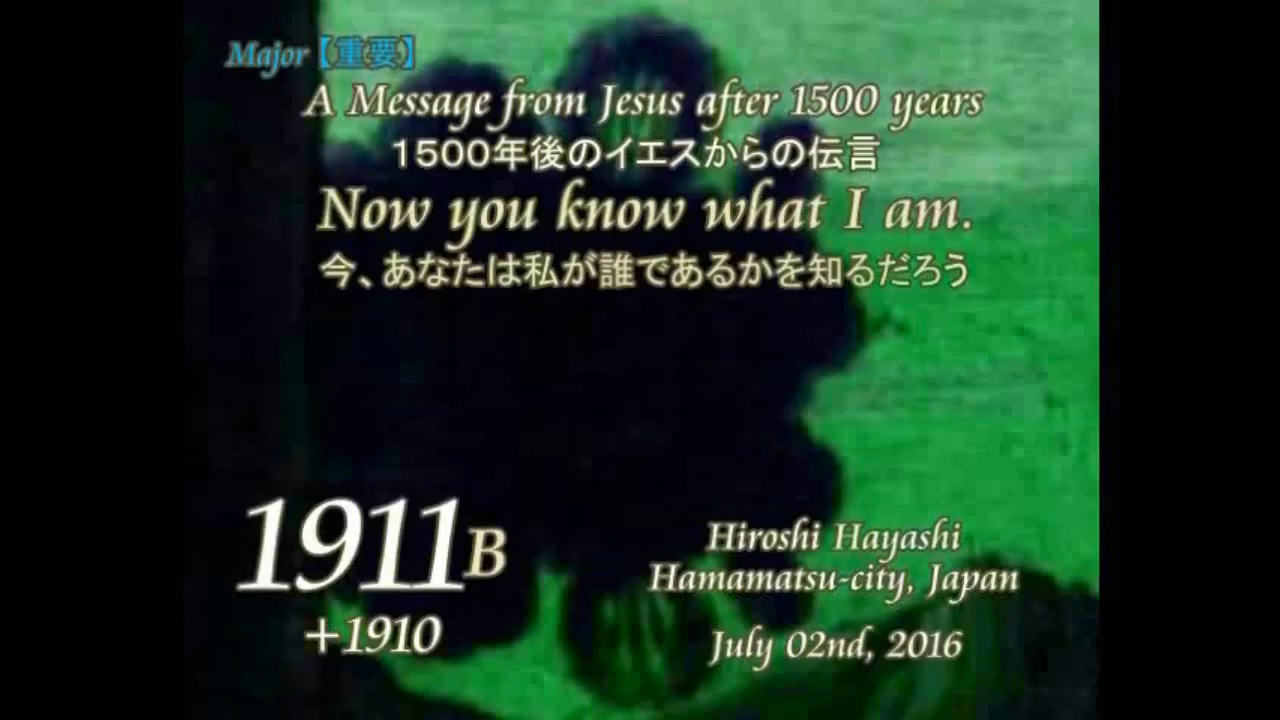 Major【重要】
A Message from Jesus after 1500 years
１５００年後のイエスからの伝言
Now you know what I am.
今、あなたは私が誰であるかを知るだろう
1911B
+1910
Hiroshi Hayashi
Hamamatsu-city, Japan
July 02nd, 2016